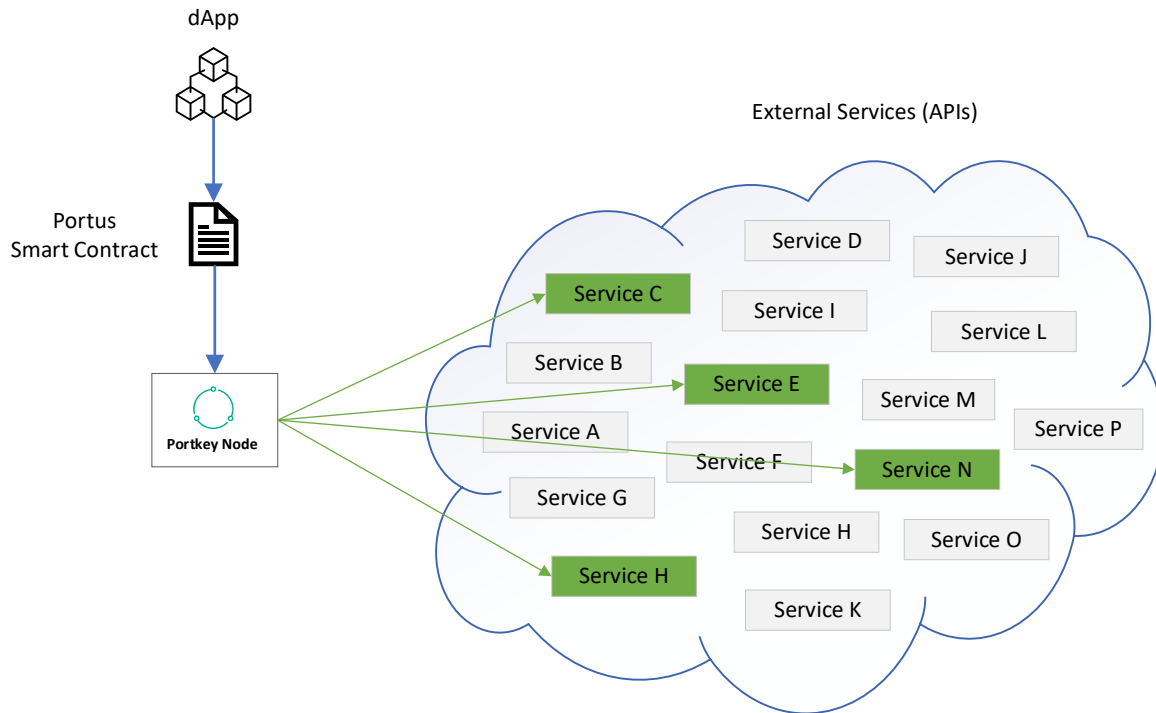 dApp
External Services (APIs)
Portus
Smart Contract
Service D
Service J
Service C
Service I
Service L
Service B
Service E
Service M
Service A
Service P
Portkey Node
Service F
Service N
Service G
Service H
Service O
Service H
Service K